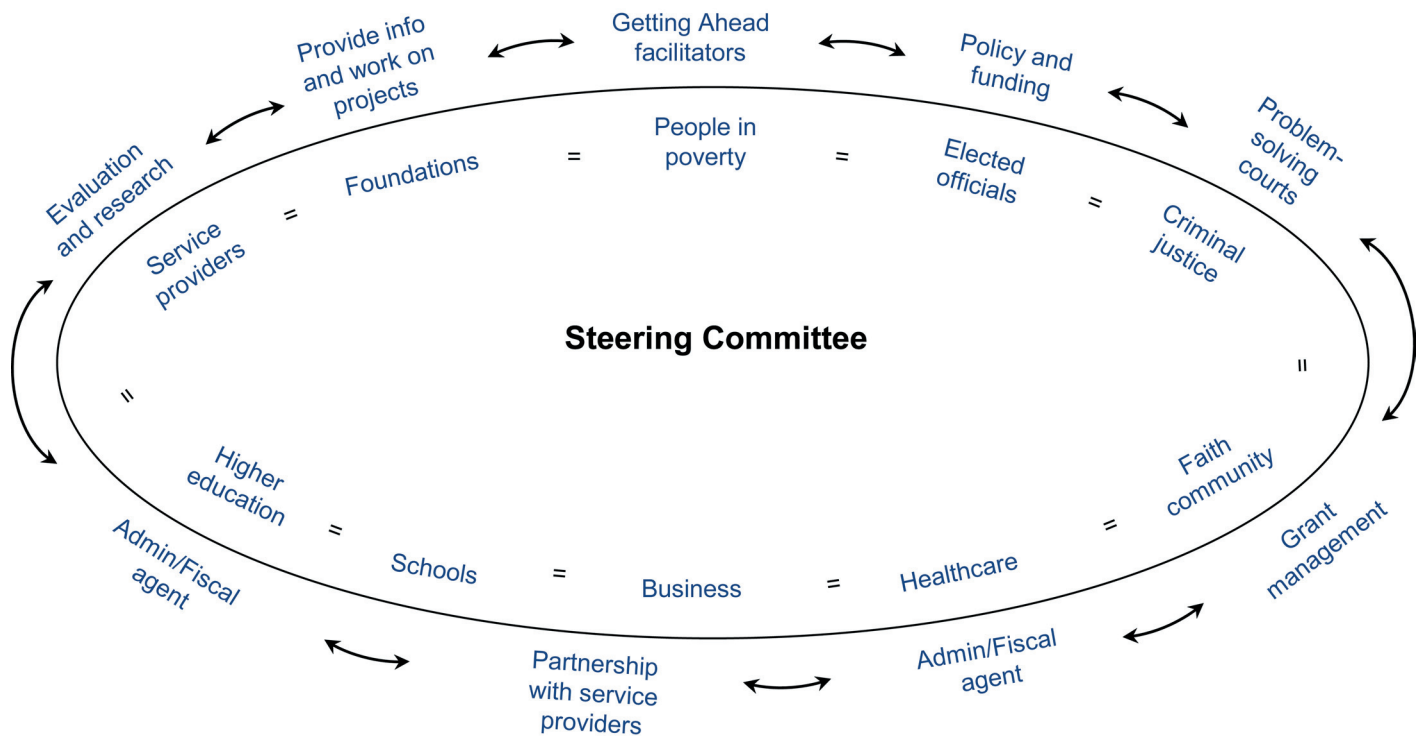 Getting Ahead
facilitators
Provide info
and work on
projects
Policy and
funding
Problem-
solving
courts
Evaluation
and research
People in
poverty
=
=
Foundations
Elected
officials
=
=
Service
providers
Criminal
justice
Steering Committee
=
=
Higher
education
Faith
community
=
=
Schools
=
Business
=
Healthcare
Admin/Fiscal
agent
Grant
management
Partnership
with service
providers
Admin/Fiscal
agent